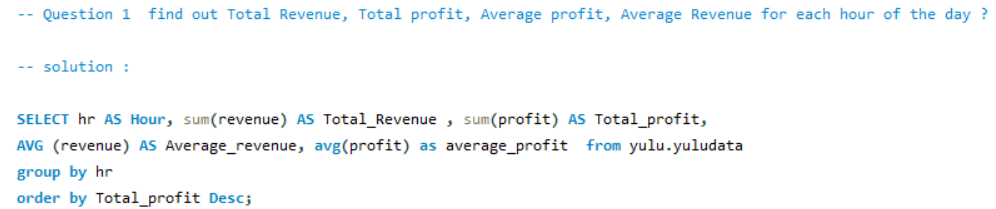 -- Question 1  find out Total Revenue, Total profit, Average profit, Average Revenue for each hour of the day ?
-- solution :
SELECT hr AS Hour, sum(revenue) AS Total_Revenue , sum(profit) AS Total_profit,
AVG (revenue) AS Average_revenue, avg(profit) as average_profit  from yulu.yuludata
group by hr
order by Total_profit Desc;